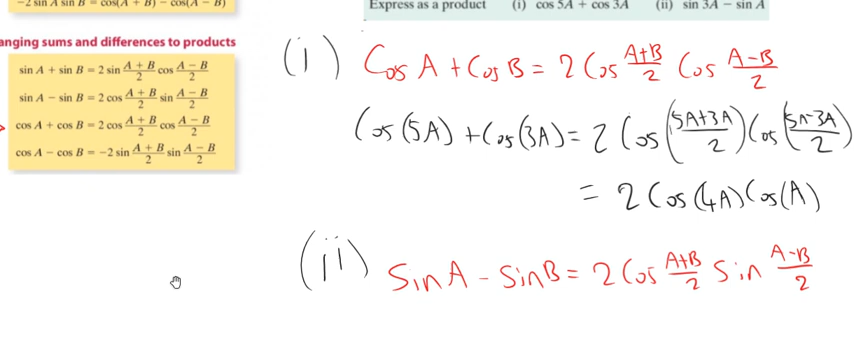 -2 sin A sin B = cos(A + B) - cos(A - B)
Express as a product (i) cos 5A + cos 3A (ii) sin 3A - sin A
anging sums and differences to products
sin A + sin B = 2 sin A + B/2 cos A - B/2
sin A - sin B = 2 cos A + B/2 sin A - B/2
cos A + cos B = 2 cos A + B/2 cos A - B/2
cos A - cos B = -2 sin A + B/2 sin A - B/2
(i) Cos A + Cos B = 2 Cos A+B/2 Cos A-B/2
Cos (5A) + Cos (3A) = 2 Cos (5A+3A/2) Cos (5A-3A/2)
= 2 Cos (4A) Cos (A)
(ii) Sin A - Sin B = 2 Cos A+B/2 Sin A-B/2